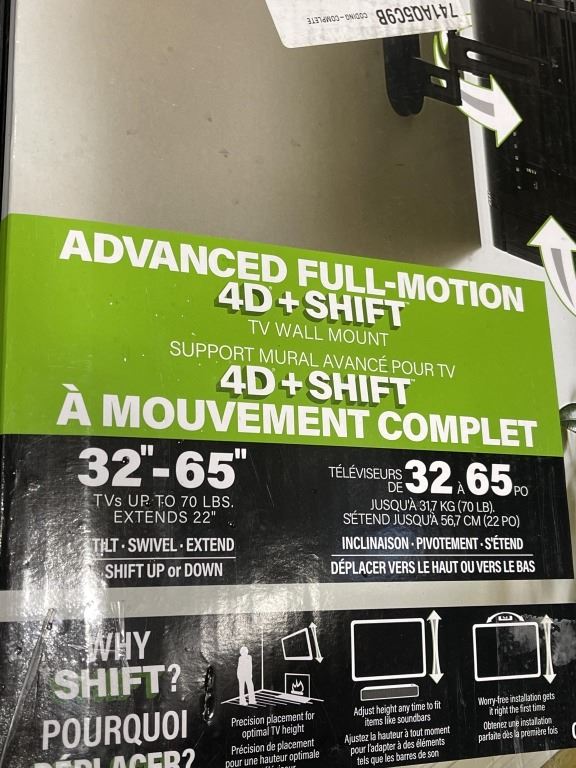 741AQ5C9B
CODING-COMPLETE
ADVANCED FULL-MOTION
4D+SHIFT™
TV WALL MOUNT
SUPPORT MURAL AVANCÉ POUR TV
4D+SHIFT™
À MOUVEMENT COMPLET
32"-65"
TVs UP TO 70 LBS.
EXTENDS 22"
TILT · SWIVEL · EXTEND
SHIFT UP or DOWN
TÉLÉVISEURS DE 32 À 65 PO
JUSQU'À 31,7 KG (70 LB).
S'ÉTEND JUSQU'À 56,7 CM (22 PO)
INCLINAISON · PIVOTEMENT · S'ÉTEND
DÉPLACER VERS LE HAUT OU VERS LE BAS
WHY
SHIFT?
POURQUOI
DÉPLACER?
Precision placement for
optimal TV height
Précision de placement
pour une hauteur optimale
Adjust height any time to fit
items like soundbars
Ajustez la hauteur à tout moment
pour l'adapter à des éléments
tels que les barres de son
Worry-free installation gets
it right the first time
Obtenez une installation
parfaite dès la première fois